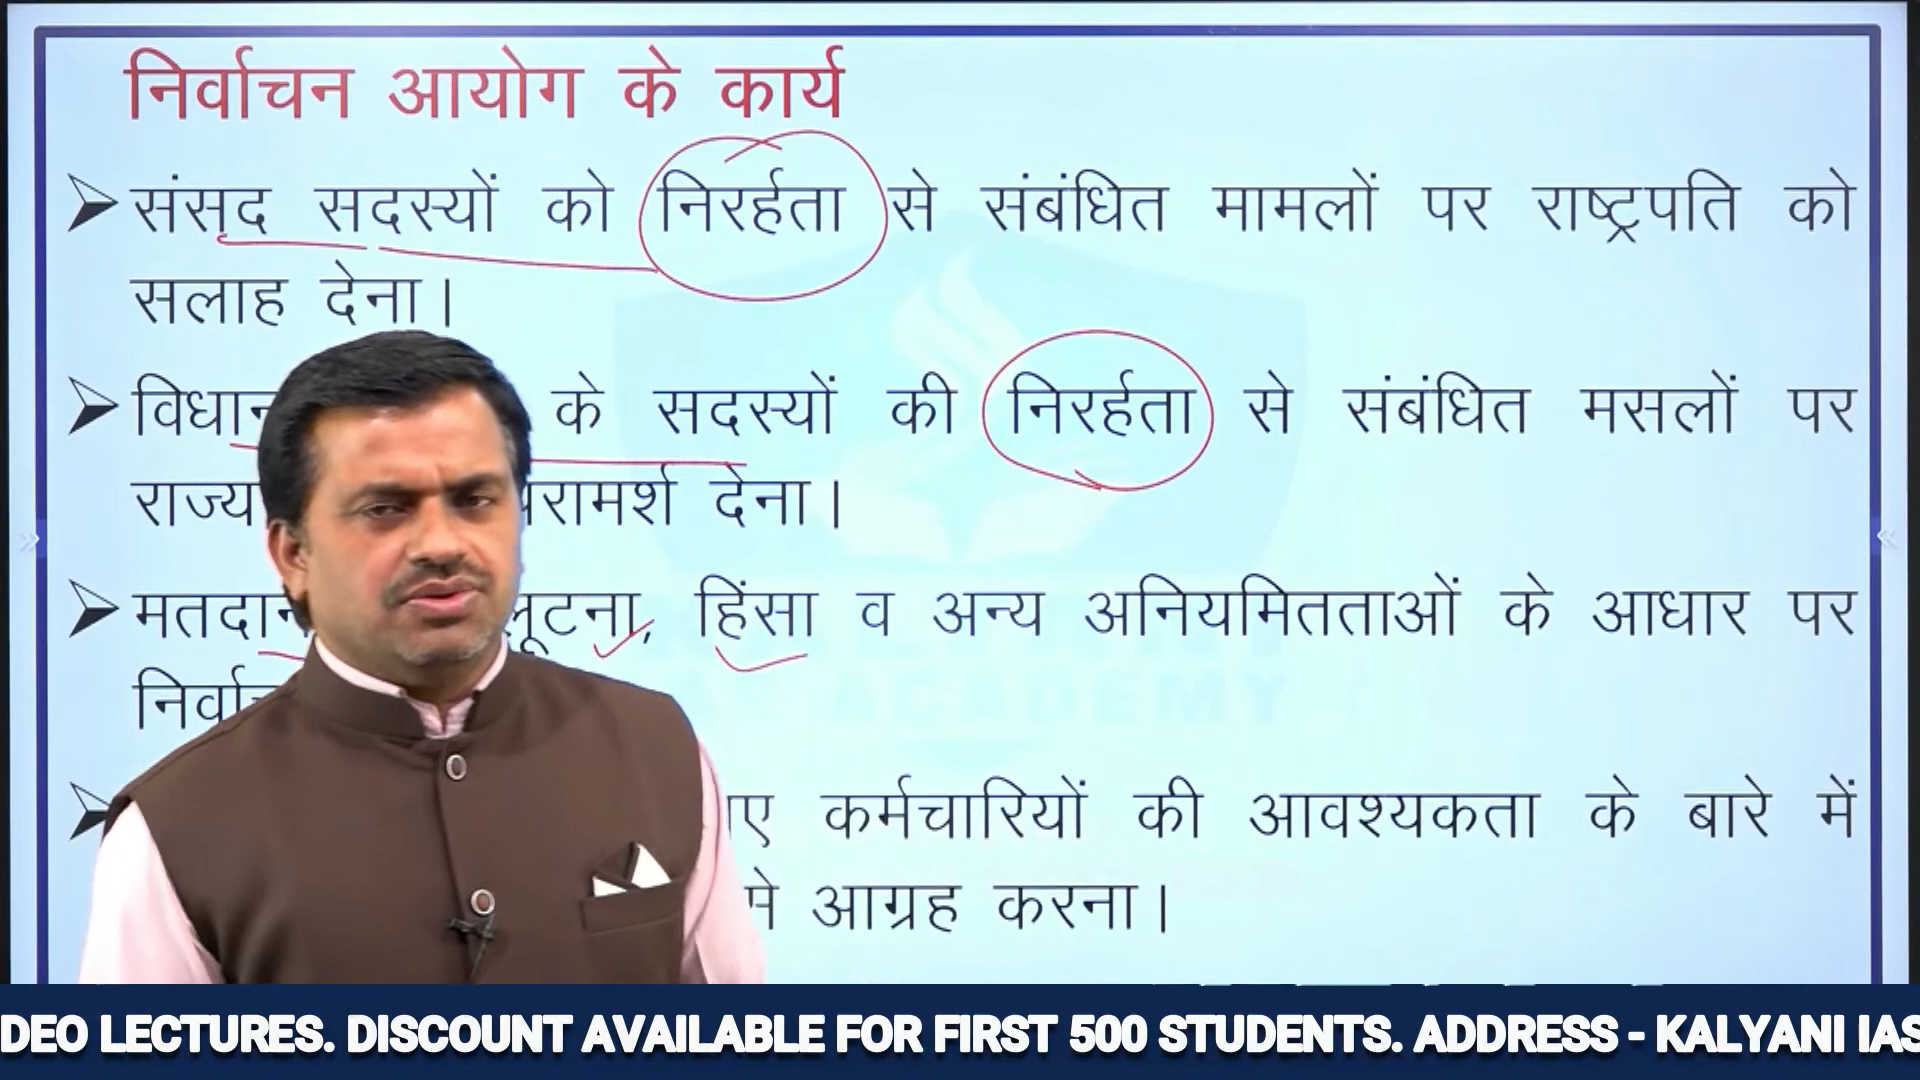 निर्वाचन आयोग के कार्य
संसद सदस्यों को निरर्हता से संबंधित मामलों पर राष्ट्रपति को
सलाह देना।
के सदस्यों की निरर्हता से संबंधित मसलों पर
परामर्श देना।
लूटना, हिंसा व अन्य अनियमितताओं के आधार पर
कर्मचारियों की आवश्यकता के बारे में
आग्रह करना।
ACADEMY
DEO LECTURES. DISCOUNT AVAILABLE FOR FIRST 500 STUDENTS. ADDRESS - KALYANI IAS